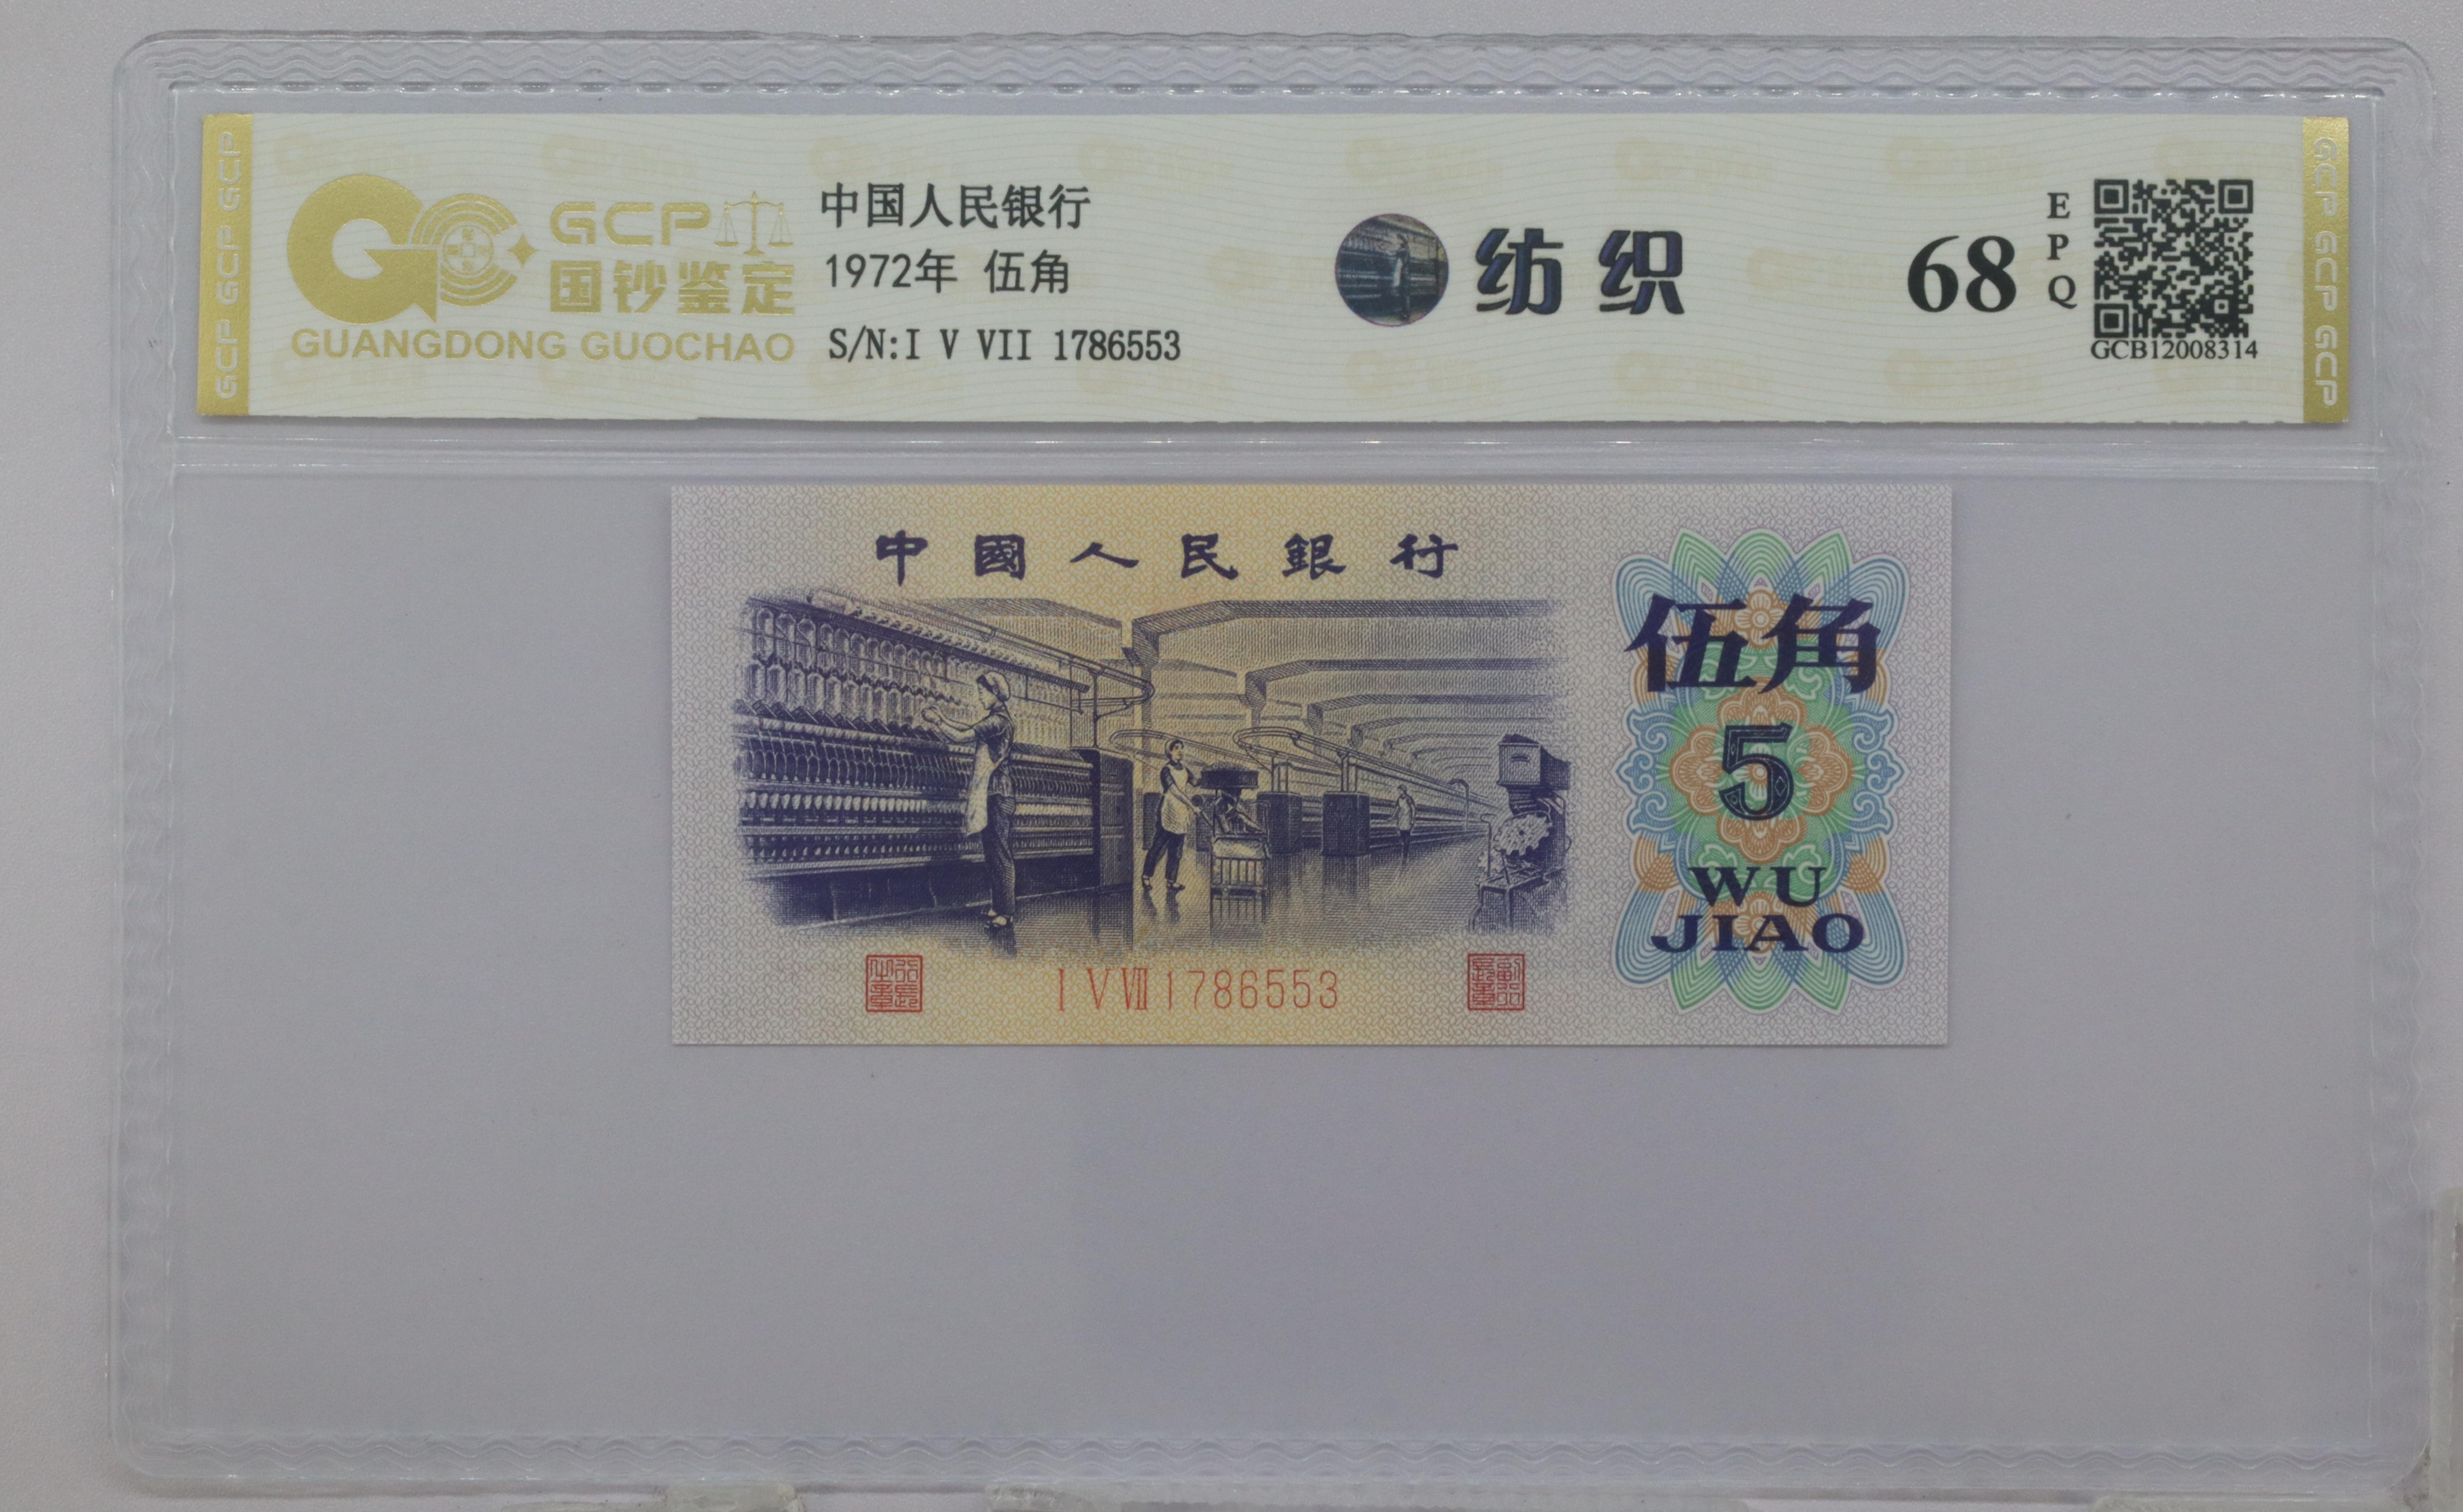 GCP GCP GCP
GCP
国钞鉴定
GUANGDONG GUOCHAO
中国人民银行
1972年 伍角
S/N:I V VII 1786553
纺织
68
EPQ
GCB12008314
GCP GCP GCP
中國人民銀行
伍角
5
WU
JIAO
I V VII 1786553